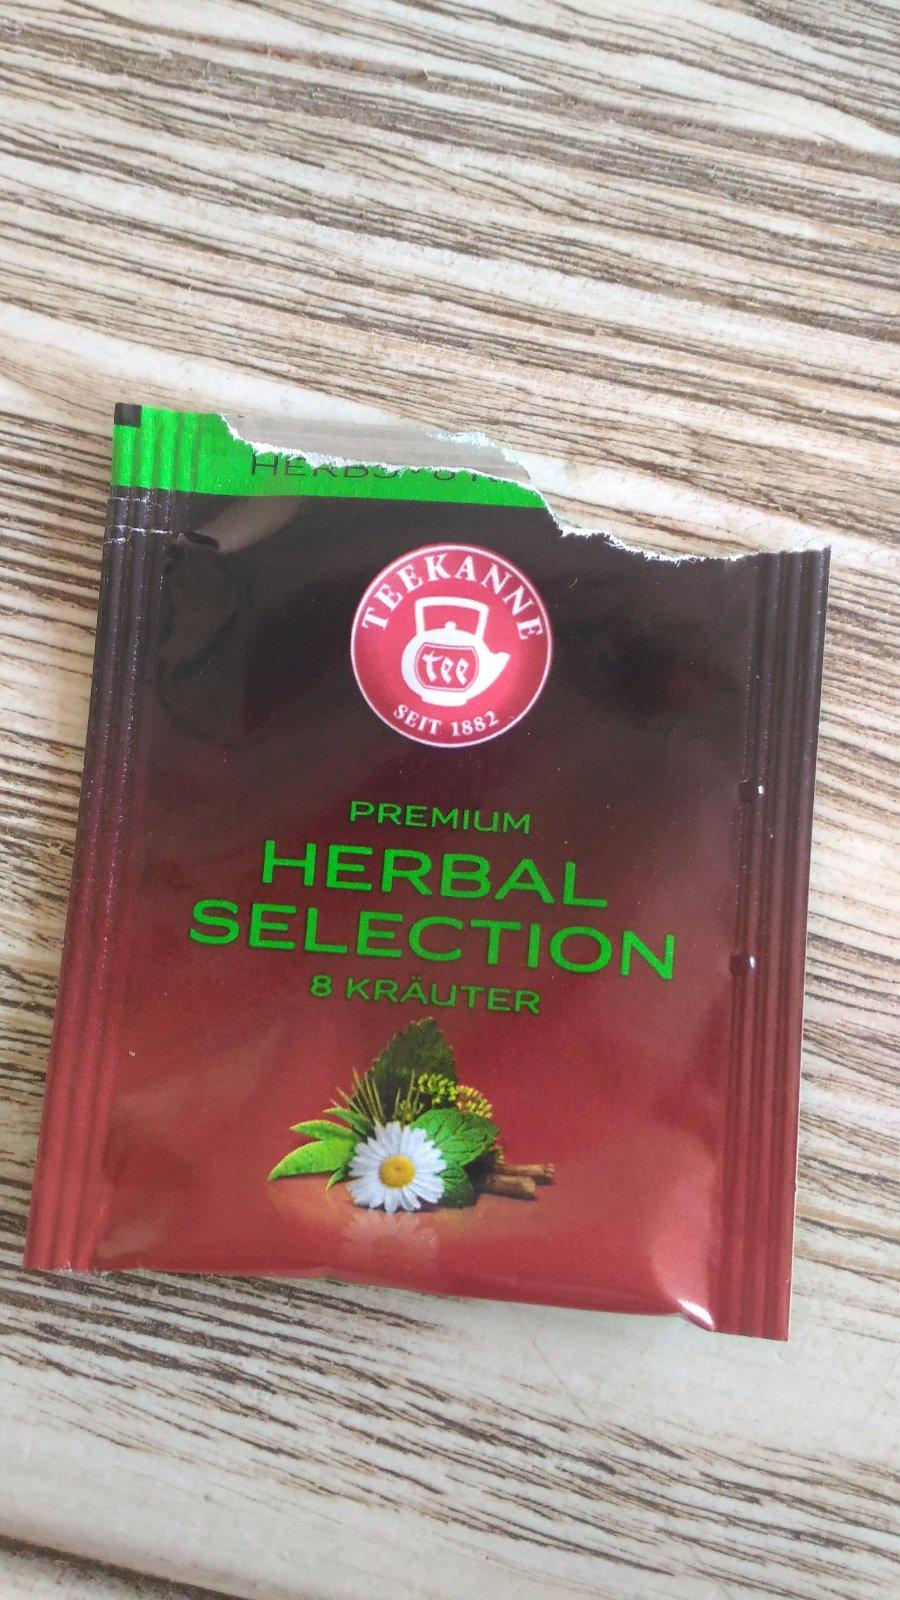 TEEKANNE
tee
SEIT 1882
PREMIUM
HERBAL
SELECTION
8 KRÄUTER